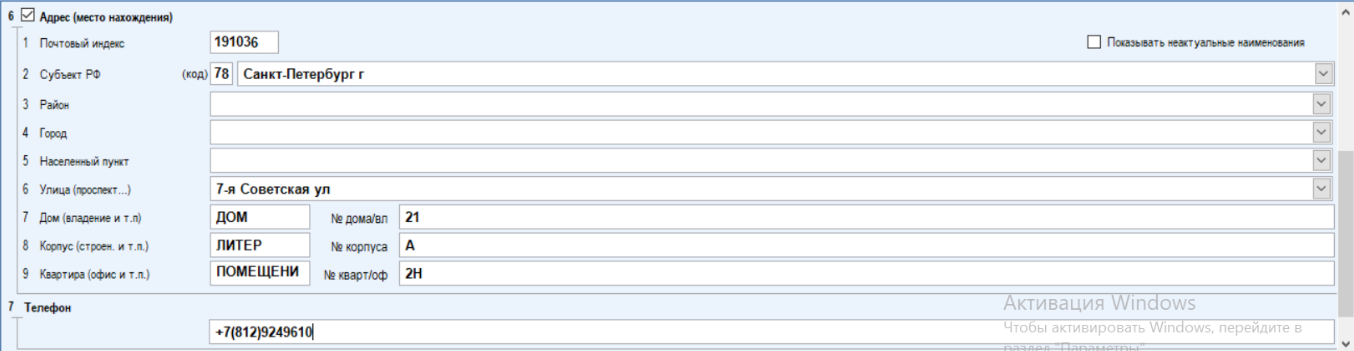 6 Адрес (место нахождения)
1 Почтовый индекс 191036 Показывать неактуальные наименования
2 Субъект РФ (код) 78 Санкт-Петербург г
3 Район
4 Город
5 Населенный пункт
6 Улица (проспект...) 7-я Советская ул
7 Дом (владение и т.п) ДОМ № дома/вл 21
8 Корпус (строен. и т.п.) ЛИТЕР № корпуса А
9 Квартира (офис и т.п.) ПОМЕЩЕНИ № кварт/оф 2Н
7 Телефон
+7(812)9249610
Активация Windows
Чтобы активировать Windows, перейдите в
раздел "Параметры"